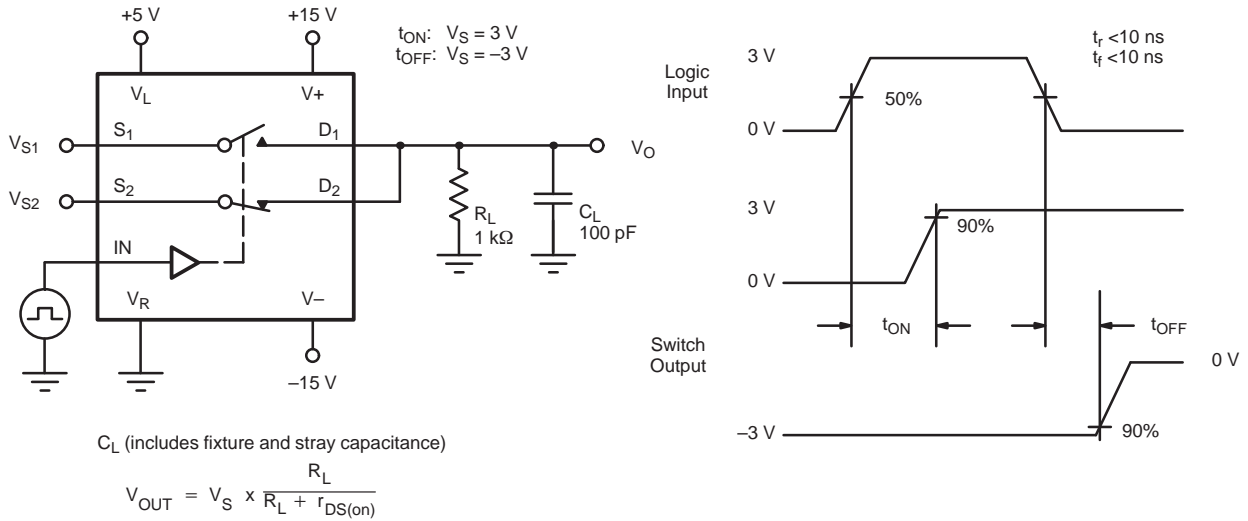 +5 V
+15 V
tON: VS = 3 V
tOFF: VS = –3 V
VL
V+
VS1
S1
D1
VO
VS2
S2
D2
RL
1 kΩ
CL
100 pF
IN
VR
V–
–15 V
CL (includes fixture and stray capacitance)
VOUT = VS x RL / RL + rDS(on)
tr <10 ns
tf <10 ns
Logic
Input
3 V
50%
0 V
3 V
90%
0 V
tON
tOFF
Switch
Output
0 V
–3 V
90%